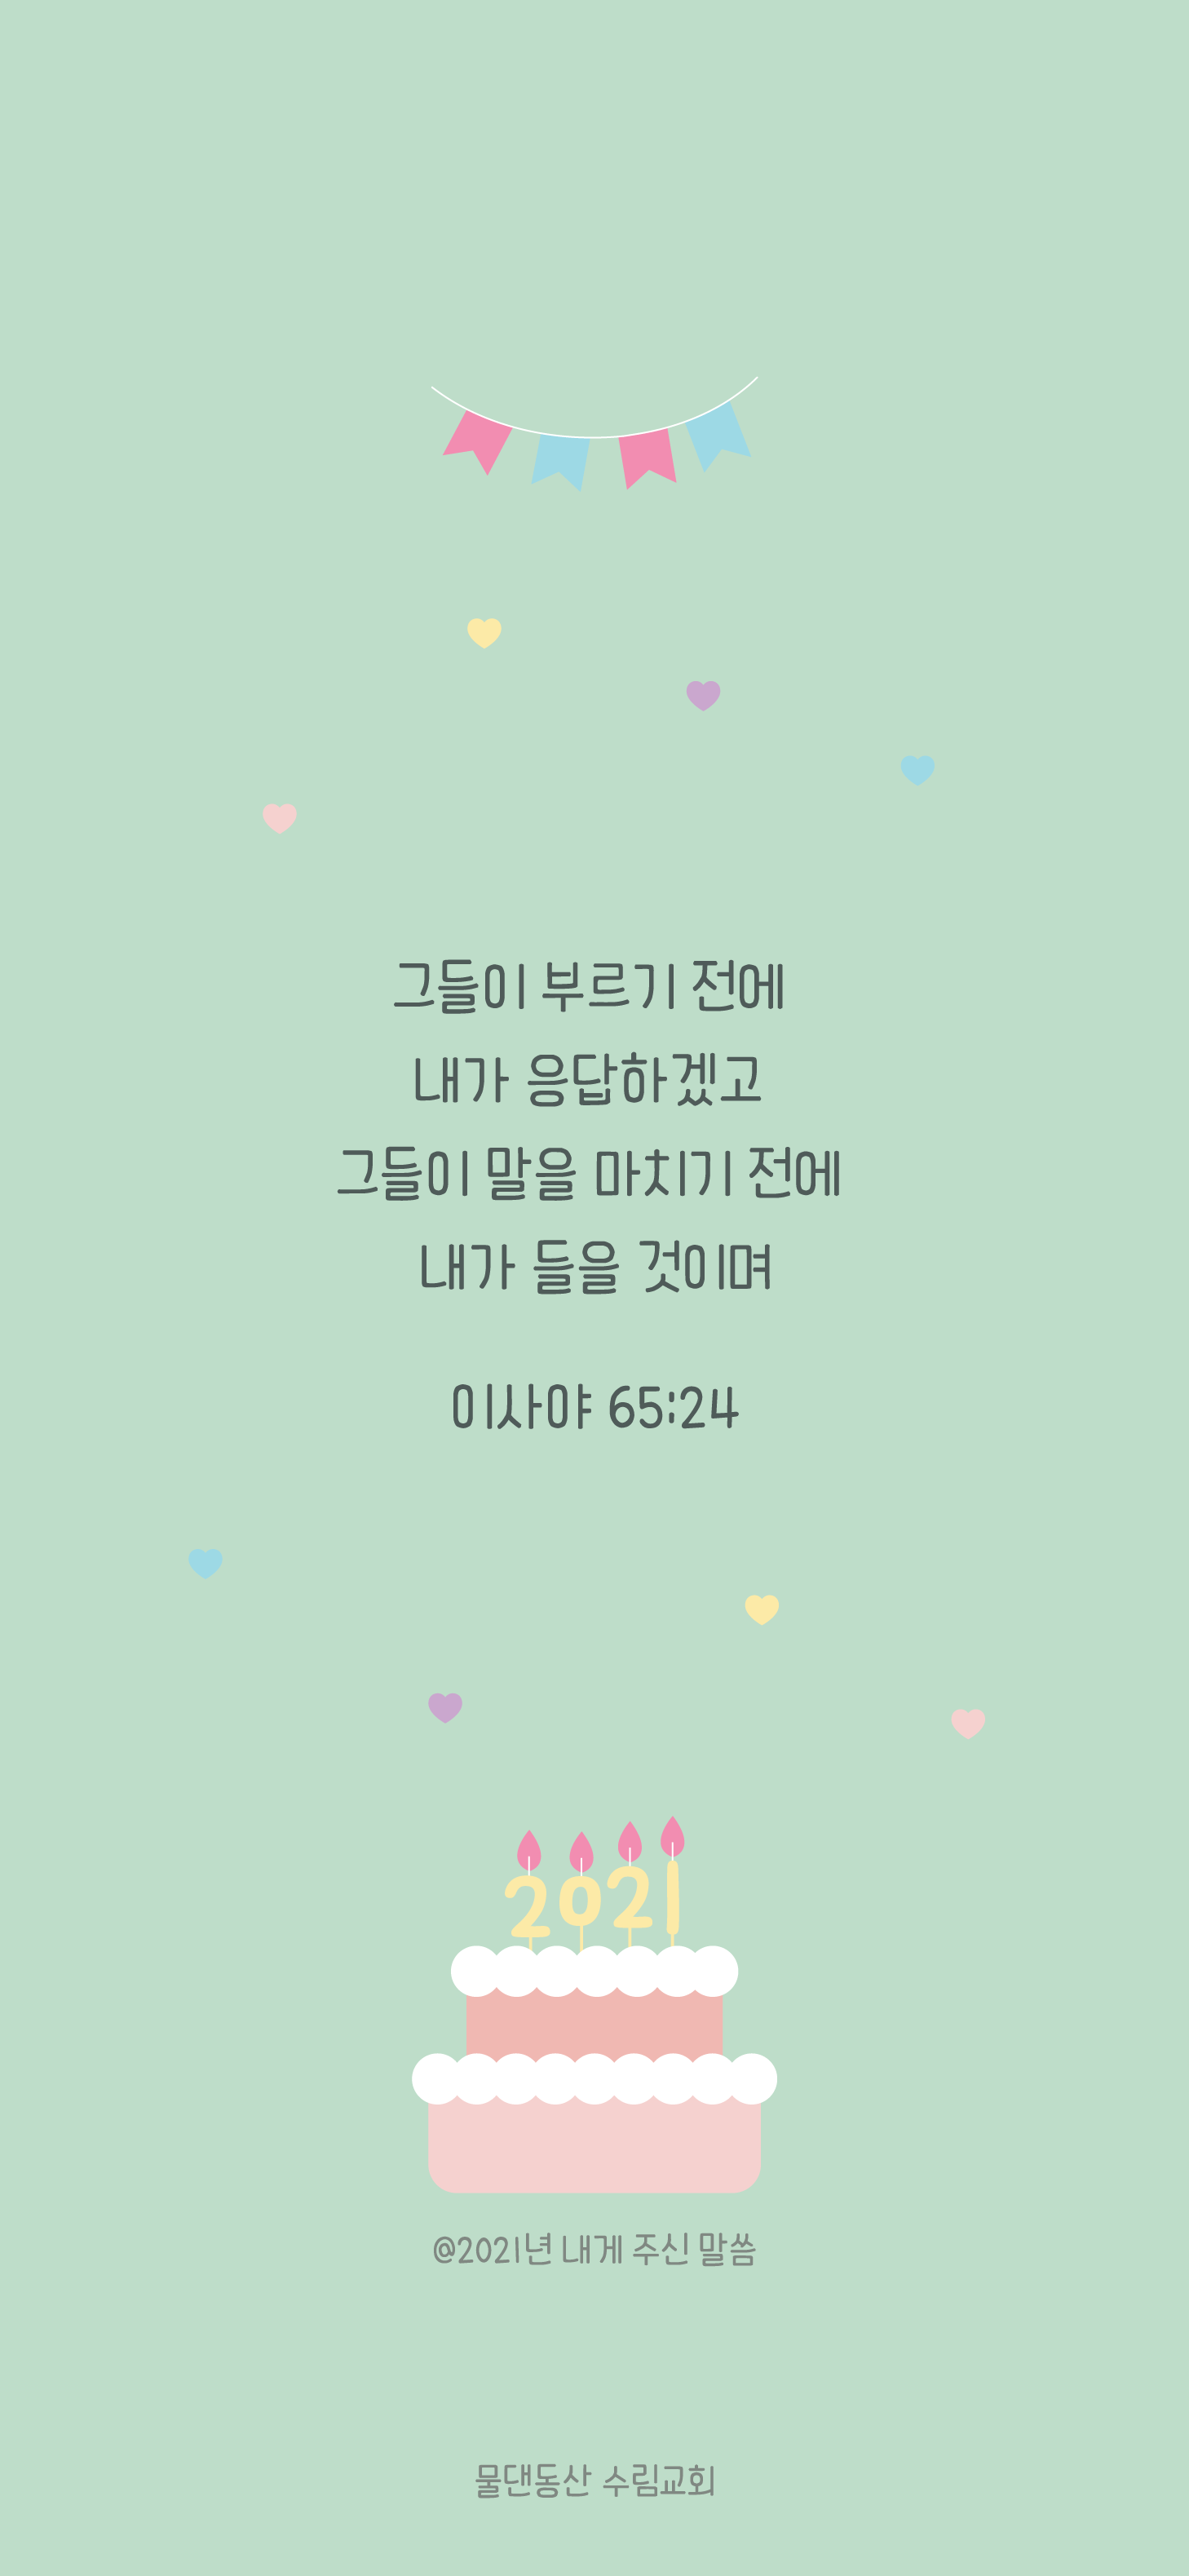 그들이 부르기 전에
내가 응답하겠고
그들이 말을 마치기 전에
내가 들을 것이며
이사야 65:24
2021
@2021년 내게 주신 말씀
물댄동산 수림교회